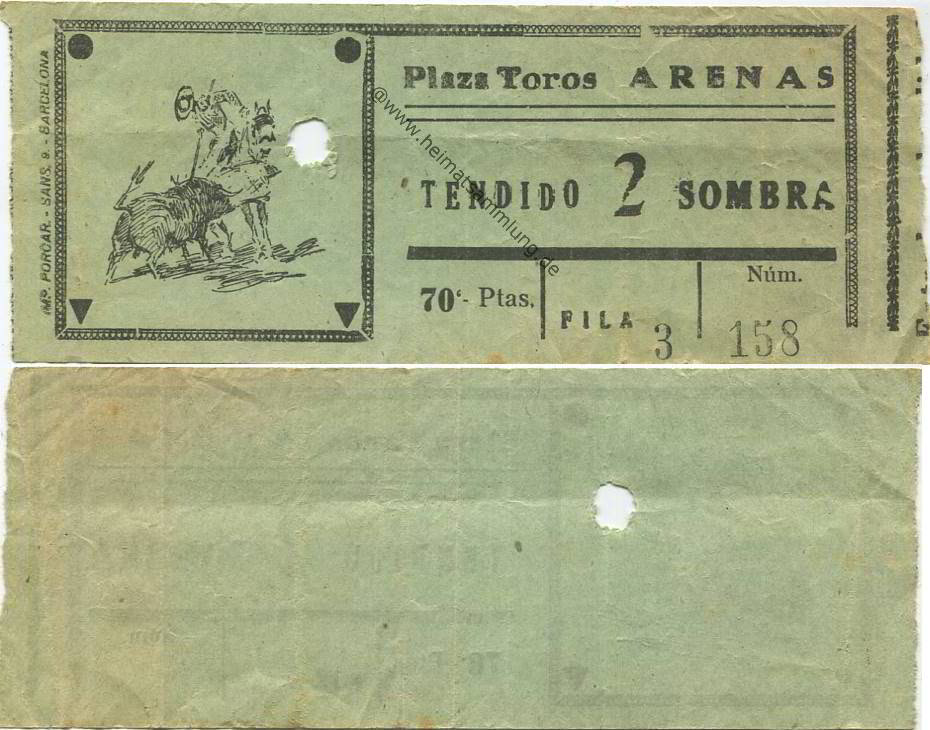 IMP. PORCAR. - SANS, 9. - BARCELONA
Plaza Toros ARENAS
TENDIDO 2 SOMBRA
70'- Ptas.
FILA 3
Núm.
158
@www.heimatsammlung.de